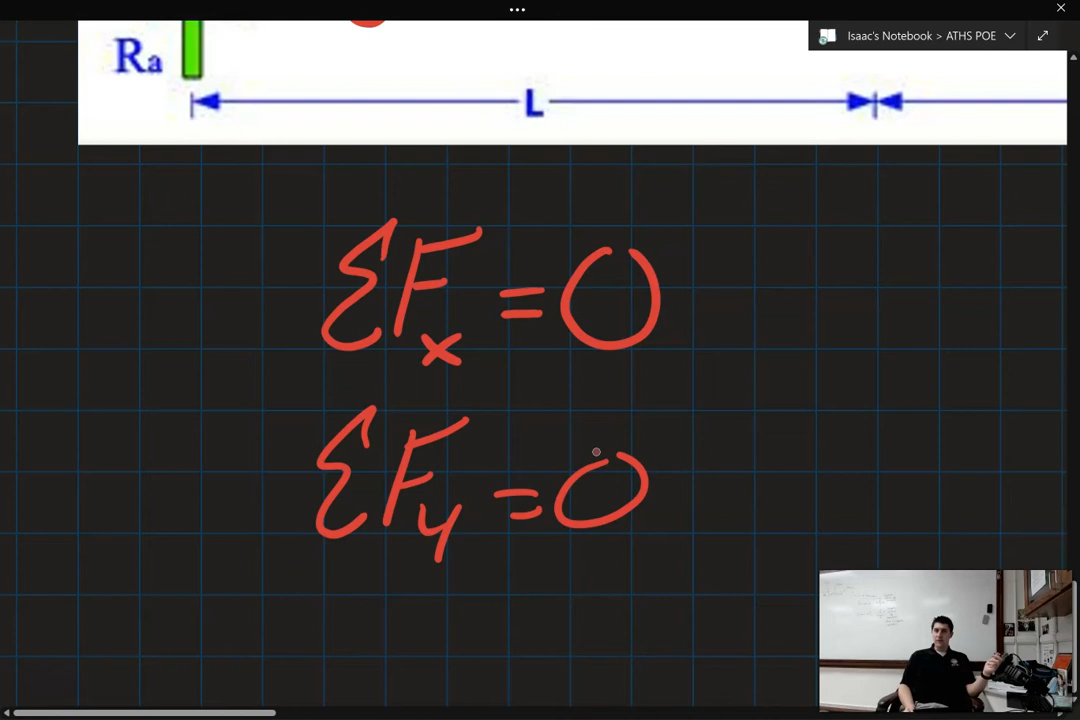 Isaac's Notebook > ATHS POE
Ra
L
ΣFx = 0
ΣFy = 0